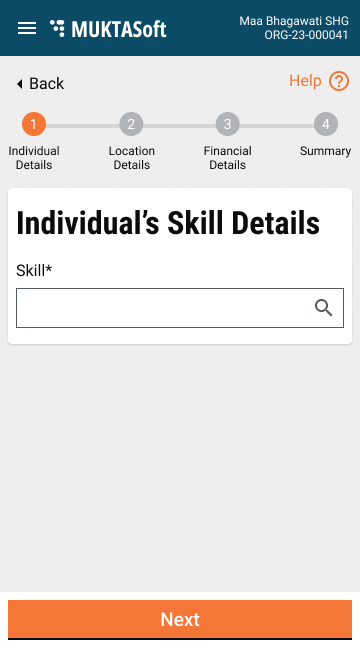 MUKTASoft
Maa Bhagawati SHG
ORG-23-000041
Back
Help ?
1
2
3
4
Individual
Details
Location
Details
Financial
Details
Summary
Individual’s Skill Details
Skill*
Next